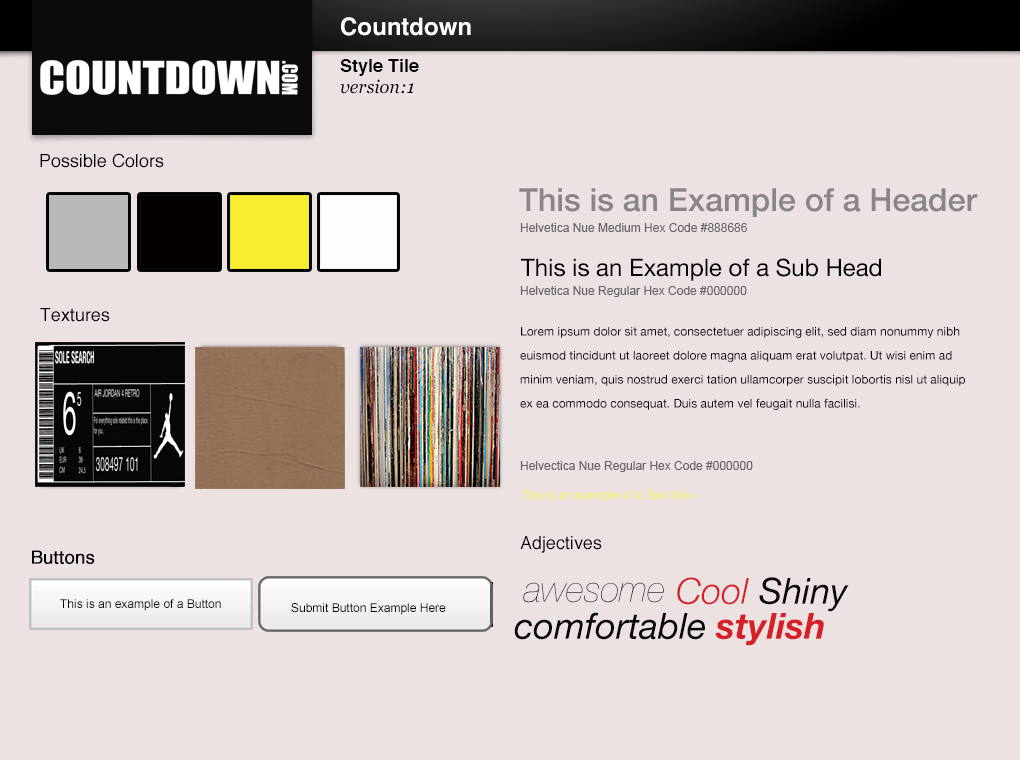 Countdown
COUNTDOWN.COM
Style Tile
version:1
Possible Colors
This is an Example of a Header
Helvetica Nue Medium Hex Code #888686
This is an Example of a Sub Head
Helvetica Nue Regular Hex Code #000000
Textures
SOLE SEARCH
6 5
AIR JORDAN 4 RETRO
For everything sole related this is the place
for you.
UK 6
EUR 39
CM 24.5
308497 101
Lorem ipsum dolor sit amet, consectetuer adipiscing elit, sed diam nonummy nibh
euismod tincidunt ut laoreet dolore magna aliquam erat volutpat. Ut wisi enim ad
minim veniam, quis nostrud exerci tation ullamcorper suscipit lobortis nisl ut aliquip
ex ea commodo consequat. Duis autem vel feugait nulla facilisi.
Helvectica Nue Regular Hex Code #000000
This is an example of a
Buttons
This is an example of a Button
Submit Button Example Here
Adjectives
awesome Cool Shiny
comfortable stylish